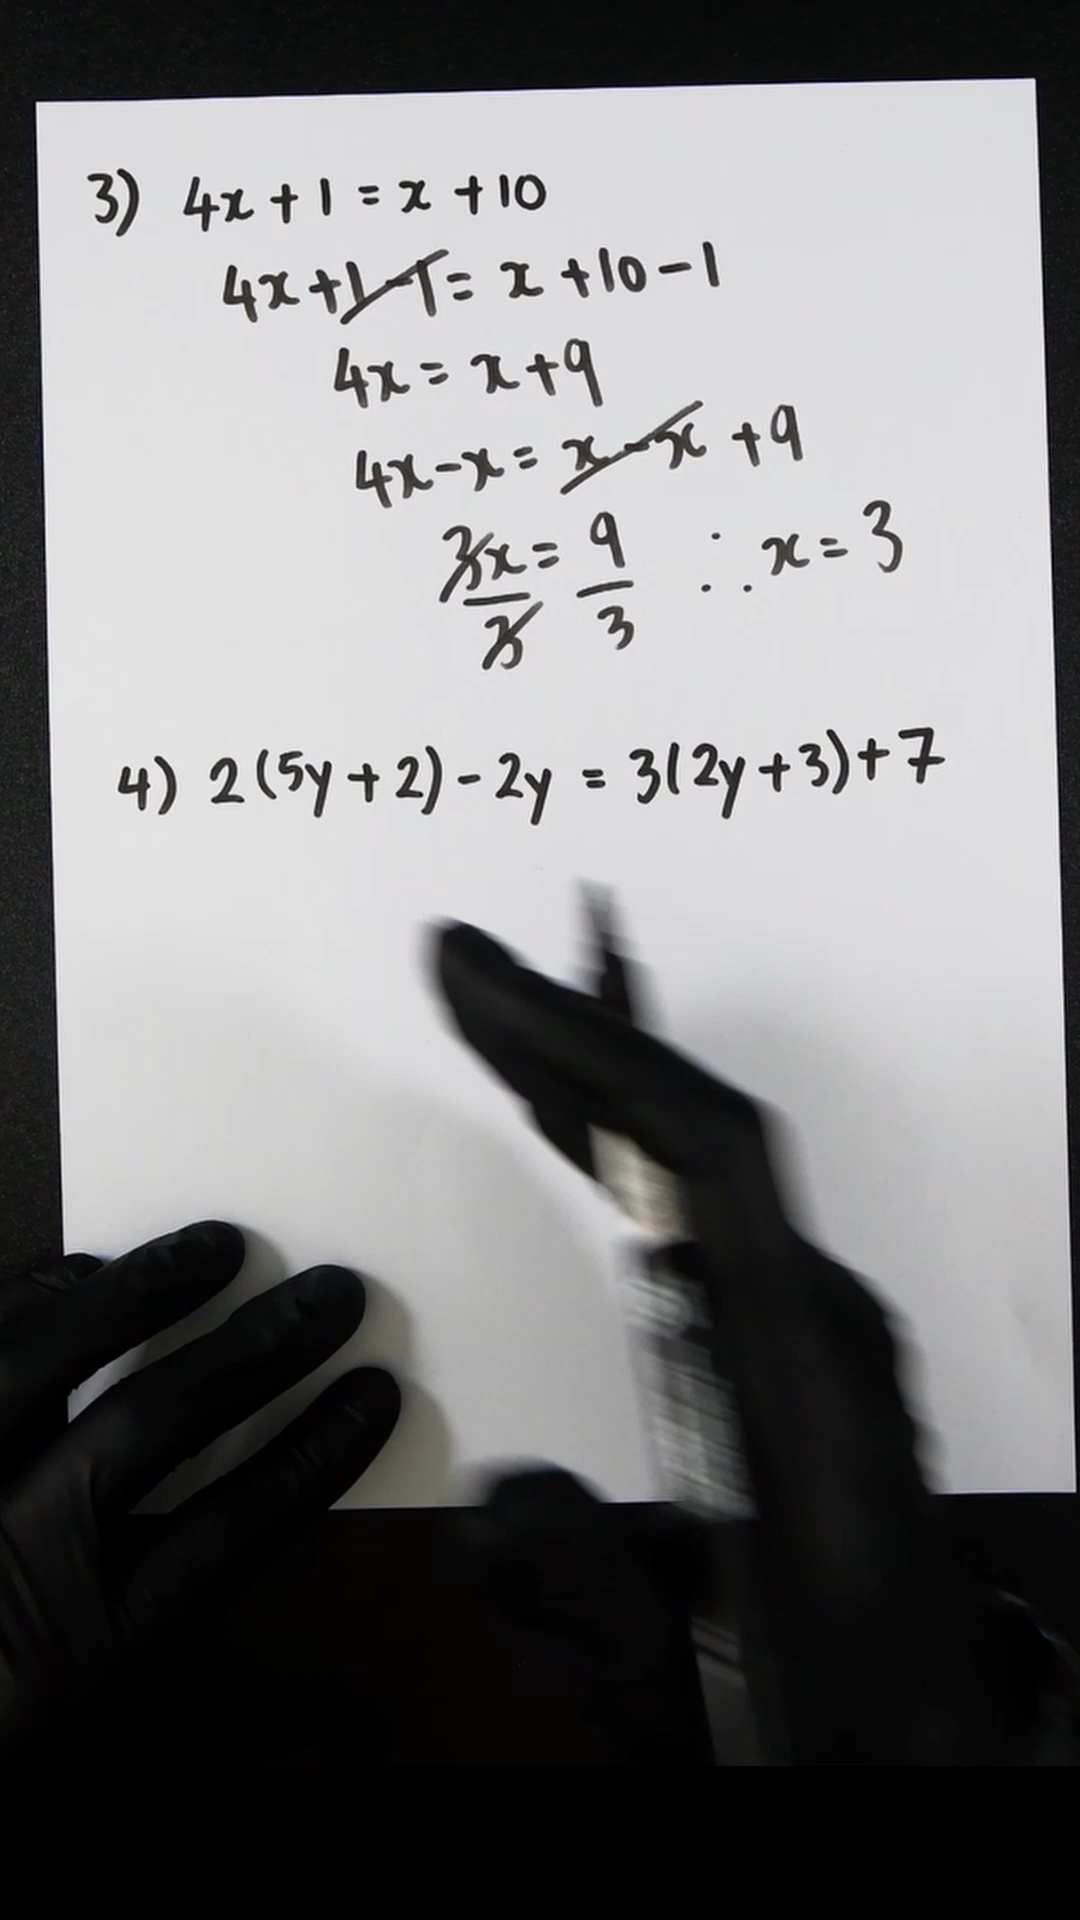 3) 4x + 1 = x + 10
4x + 1 - 1 = x + 10 - 1
4x = x + 9
4x - x = x - x + 9
3x/3 = 9/3 ∴ x = 3
4) 2(5y + 2) - 2y = 3(2y + 3) + 7